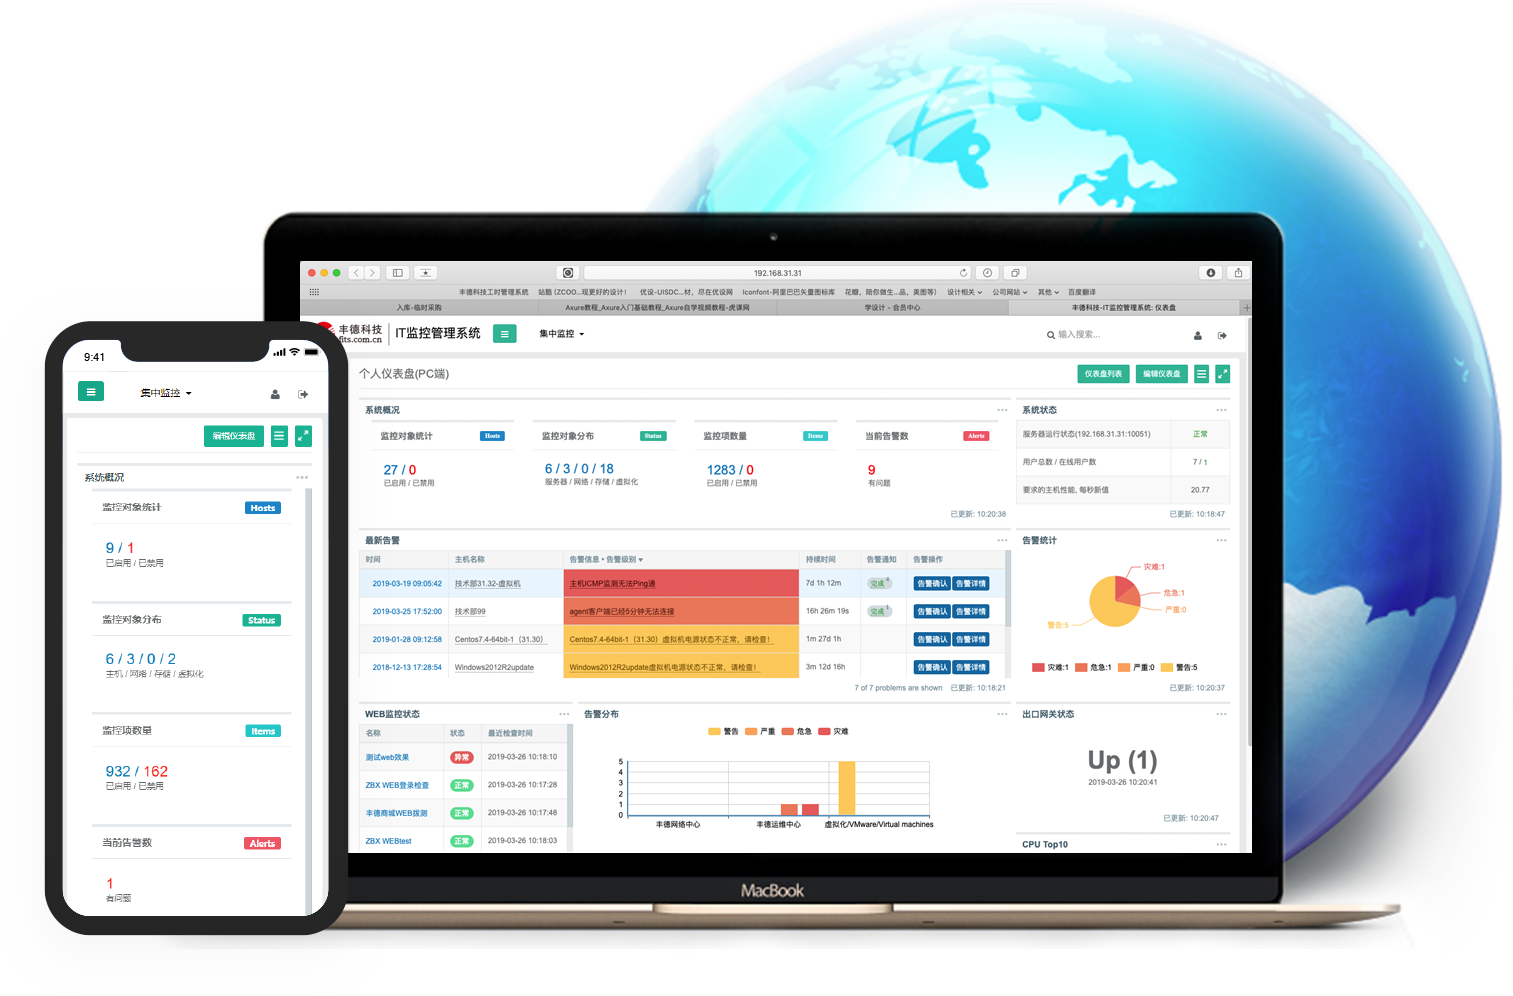 192.168.31.31
丰德科技工时管理系统 站酷 (ZCOO...现更好的设计! 优设-UISDC...材，尽在优设网 Iconfont-阿里巴巴矢量图标库 花瓣，陪你做生...品，美图等) 设计相关 公司网站 其他 百度翻译
入库-临时采购 Axure教程_Axure入门基础教程_Axure自学视频教程-虎课网 学设计 - 会员中心 丰德科技-IT监控管理系统: 仪表盘
丰德科技
fits.com.cn
IT监控管理系统 集中监控 输入搜索...
个人仪表盘(PC端) 仪表盘列表 编辑仪表盘
系统概况
监控对象统计 Hosts 监控对象分布 Status 监控项数量 Items 当前告警数 Alerts
27 / 0 6 / 3 / 0 / 18 1283 / 0 9
已启用 / 已禁用 服务器 / 网络 / 存储 / 虚拟化 已启用 / 已禁用 有问题
已更新: 10:20:38
系统状态
服务器运行状态(192.168.31.31:10051) 正常
用户总数 / 在线用户数 7 / 1
要求的主机性能, 每秒新值 20.77
已更新: 10:18:47
最新告警
时间 主机名称 告警信息 • 告警级别 持续时间 告警通知 告警操作
2019-03-19 09:05:42 技术部31.32-虚拟机 主机ICMP监测无法Ping通 7d 1h 12m 完成 4 告警确认 告警详情
2019-03-25 17:52:00 技术部99 agent客户端已经5分钟无法连接 16h 26m 19s 完成 1 告警确认 告警详情
2019-01-28 09:12:58 Centos7.4-64bit-1（31.30） Centos7.4-64bit-1（31.30）虚拟机电源状态不正常，请检查！ 1m 27d 1h 告警确认 告警详情
2018-12-13 17:28:54 Windows2012R2update Windows2012R2update虚拟机电源状态不正常，请检查！ 3m 12d 16h 告警确认 告警详情
7 of 7 problems are shown 已更新: 10:18:21
告警统计
灾难:1
危急:1
严重:0
警告:5
灾难:1 危急:1 严重:0 警告:5
已更新: 10:20:37
WEB监控状态
名称 状态 最近检查时间
测试web效果 异常 2019-03-26 10:18:10
ZBX WEB登录检查 正常 2019-03-26 10:17:28
丰德商城WEB拨测 正常 2019-03-26 10:17:48
ZBX WEBtest 正常 2019-03-26 10:18:03
告警分布
警告 严重 危急 灾难
5
4
3
2
1
0
丰德网络中心 丰德运维中心 虚拟化/VMware/Virtual machines
出口网关状态
Up (1)
2019-03-26 10:20:41
已更新: 10:20:47
CPU Top10
MacBook
9:41
集中监控
编辑仪表盘
系统概况
监控对象统计 Hosts
9 / 1
已启用 / 已禁用
监控对象分布 Status
6 / 3 / 0 / 2
主机 / 网络 / 存储 / 虚拟化
监控项数量 Items
932 / 162
已启用 / 已禁用
当前告警数 Alerts
1
有问题